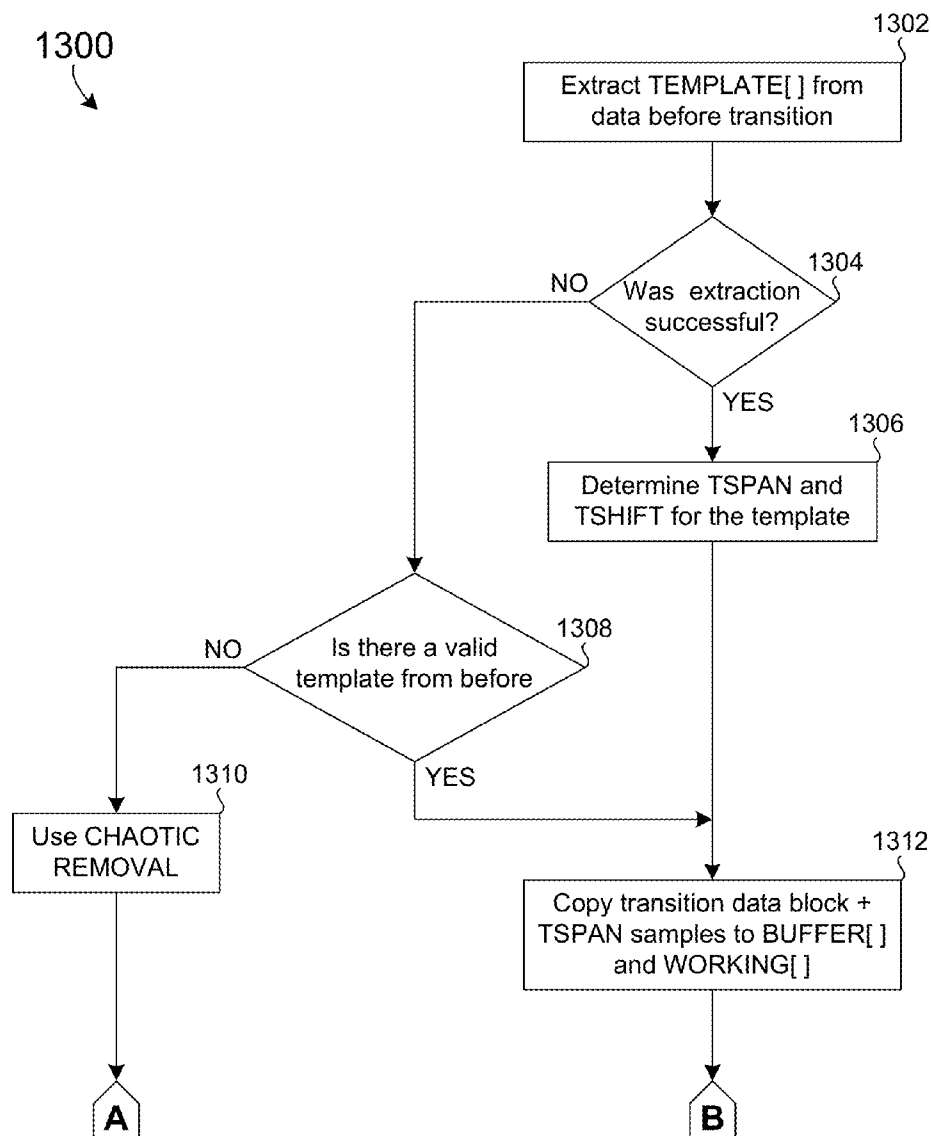 1300
1302
Extract TEMPLATE[ ] from
data before transition
1304
NO
Was extraction
successful?
YES
1306
Determine TSPAN and
TSHIFT for the template
1308
NO
Is there a valid
template from before
YES
1310
Use CHAOTIC
REMOVAL
1312
Copy transition data block +
TSPAN samples to BUFFER[ ]
and WORKING[ ]
A
B